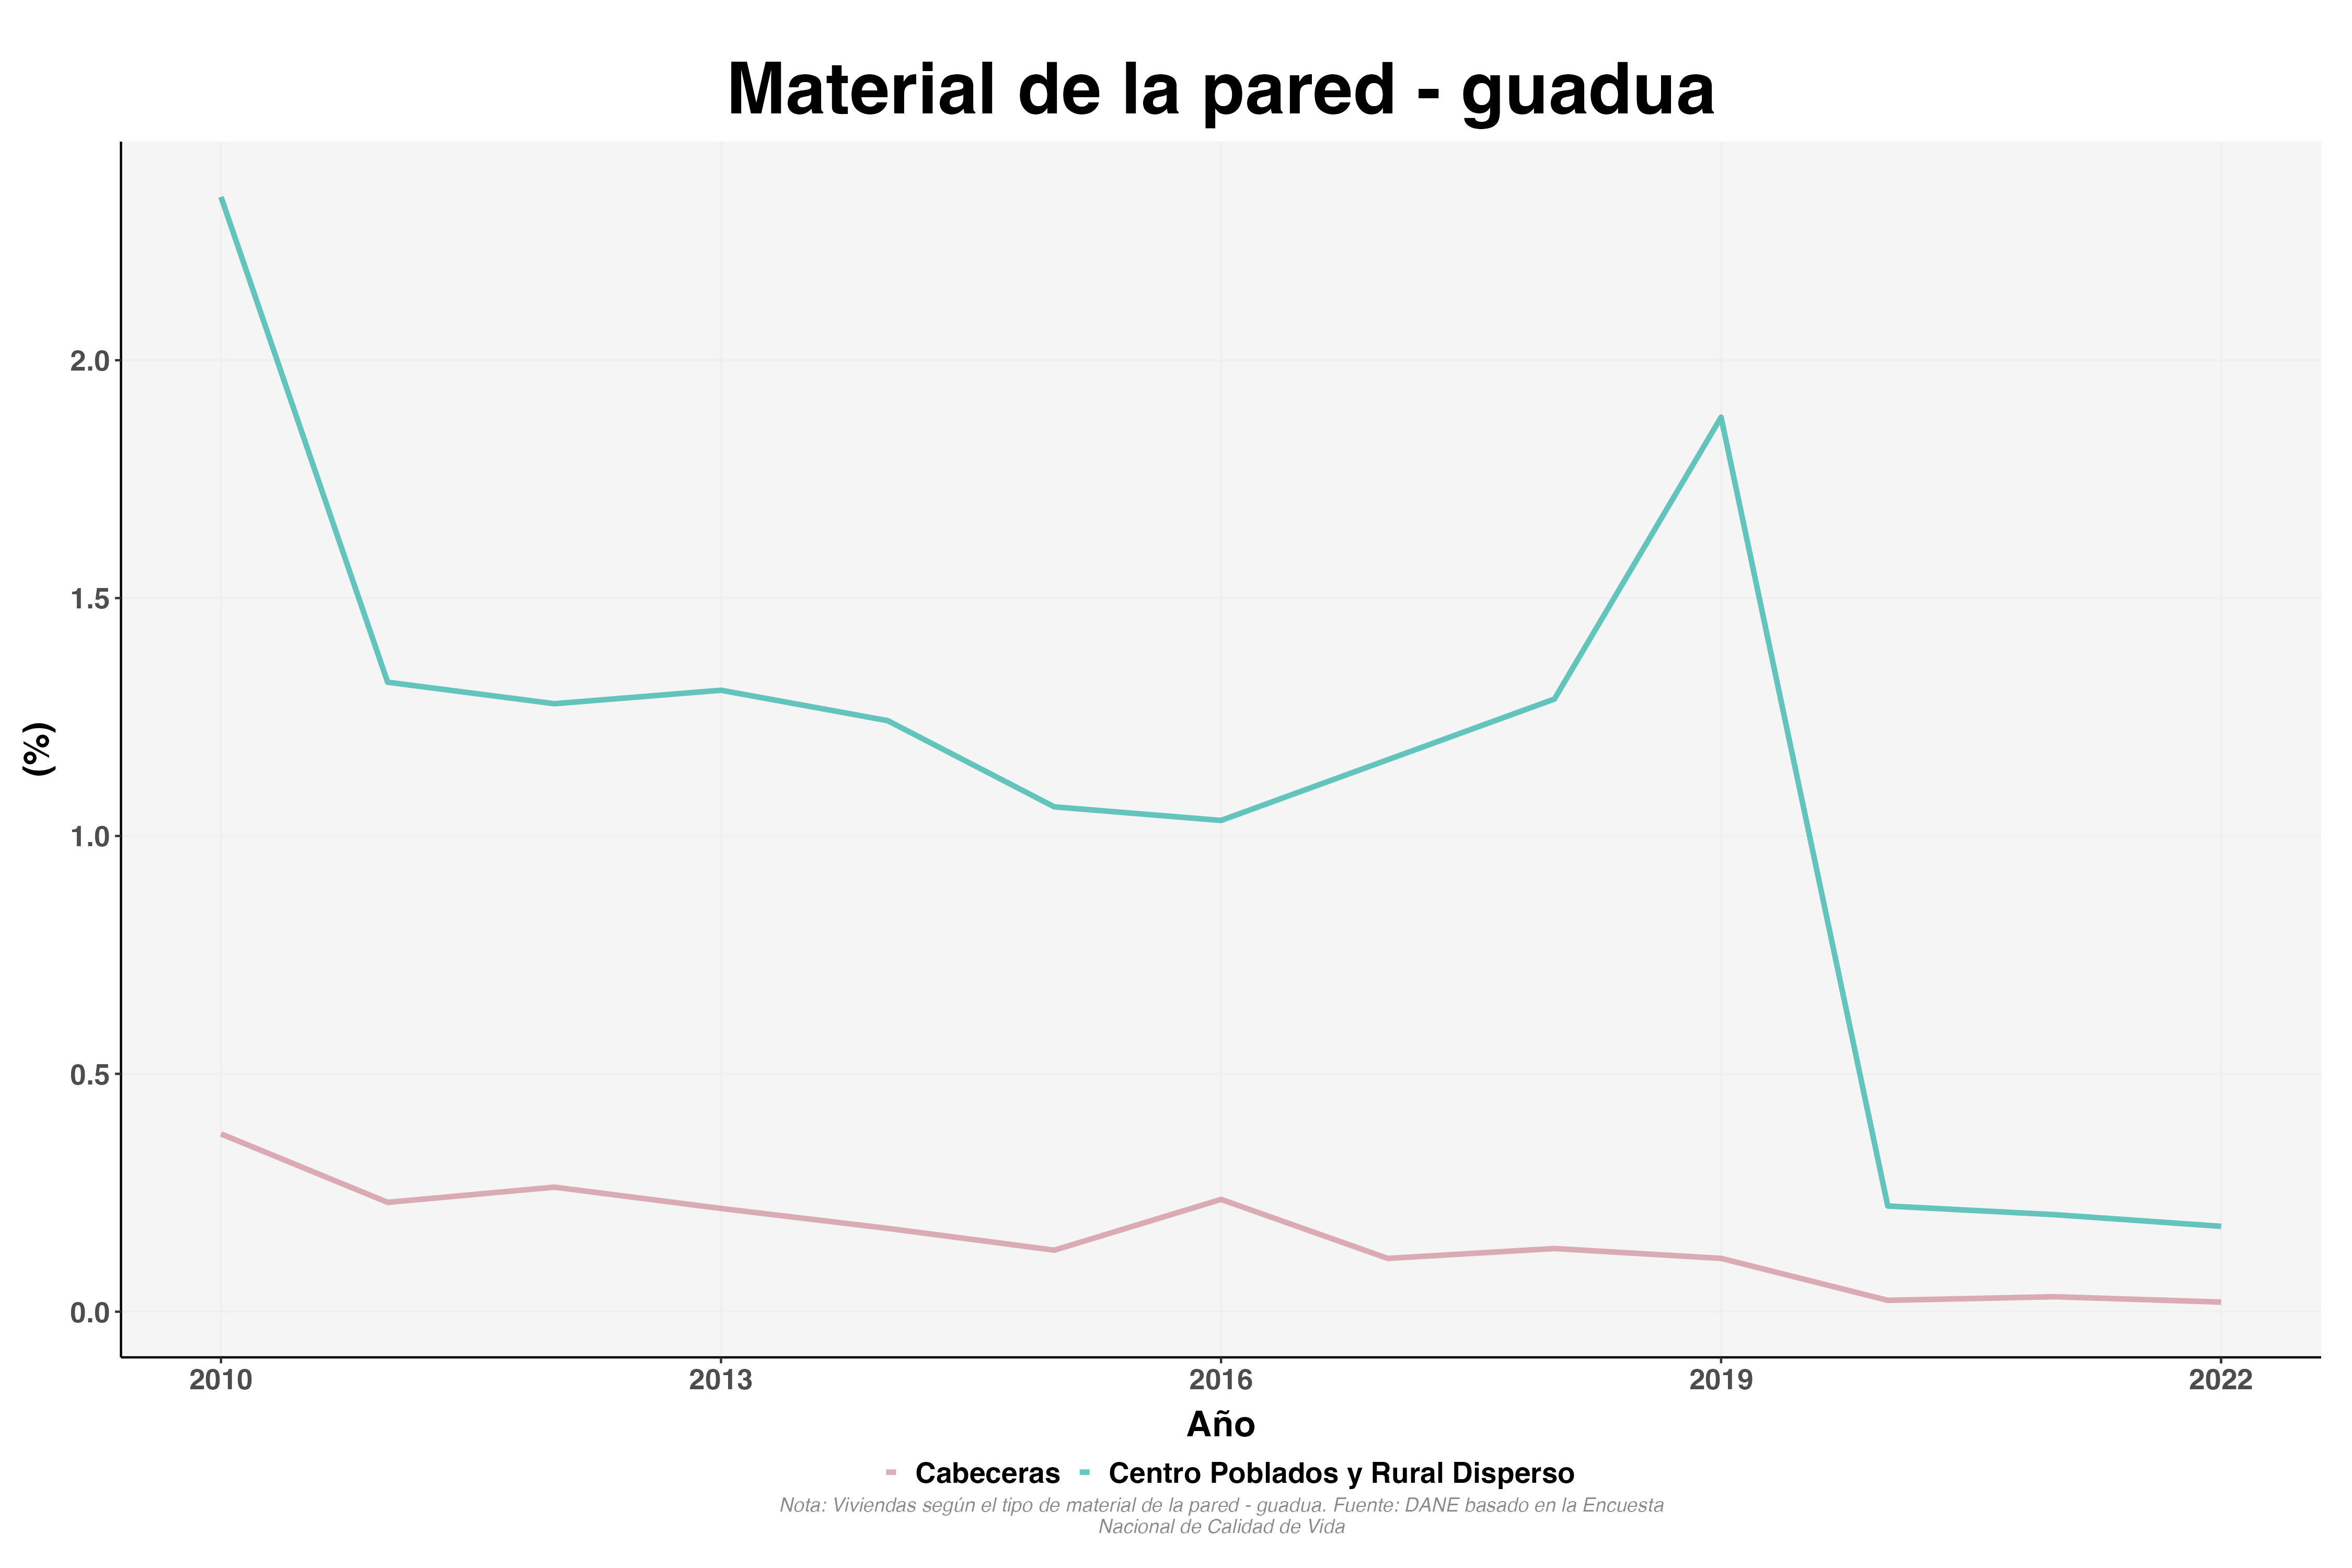 Material de la pared - guadua
2.0
1.5
1.0
0.5
0.0
(%)
2010 2013 2016 2019 2022
Año
Cabeceras Centro Poblados y Rural Disperso
Nota: Viviendas según el tipo de material de la pared - guadua. Fuente: DANE basado en la Encuesta
Nacional de Calidad de Vida